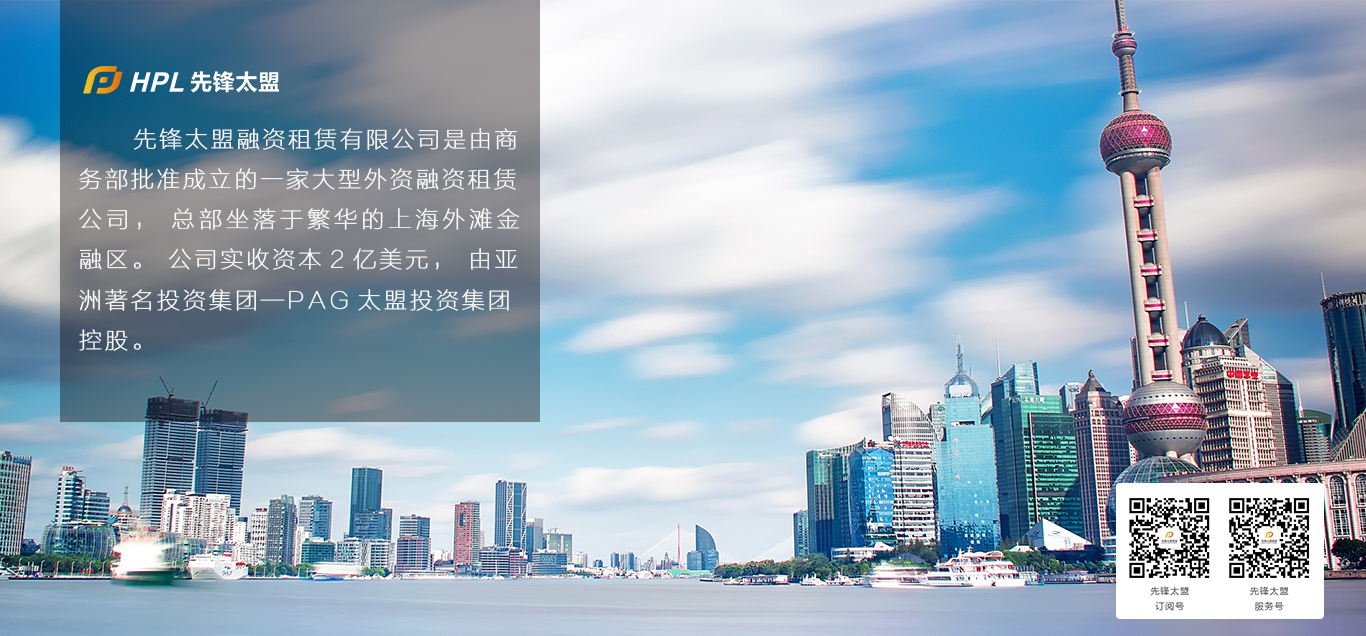 HPL 先锋太盟
先锋太盟融资租赁有限公司是由商
务部批准成立的一家大型外资融资租赁
公司， 总部坐落于繁华的上海外滩金
融区。 公司实收资本 2 亿美元， 由亚
洲著名投资集团—PAG 太盟投资集团
控股。
先锋太盟
订阅号
先锋太盟
服务号